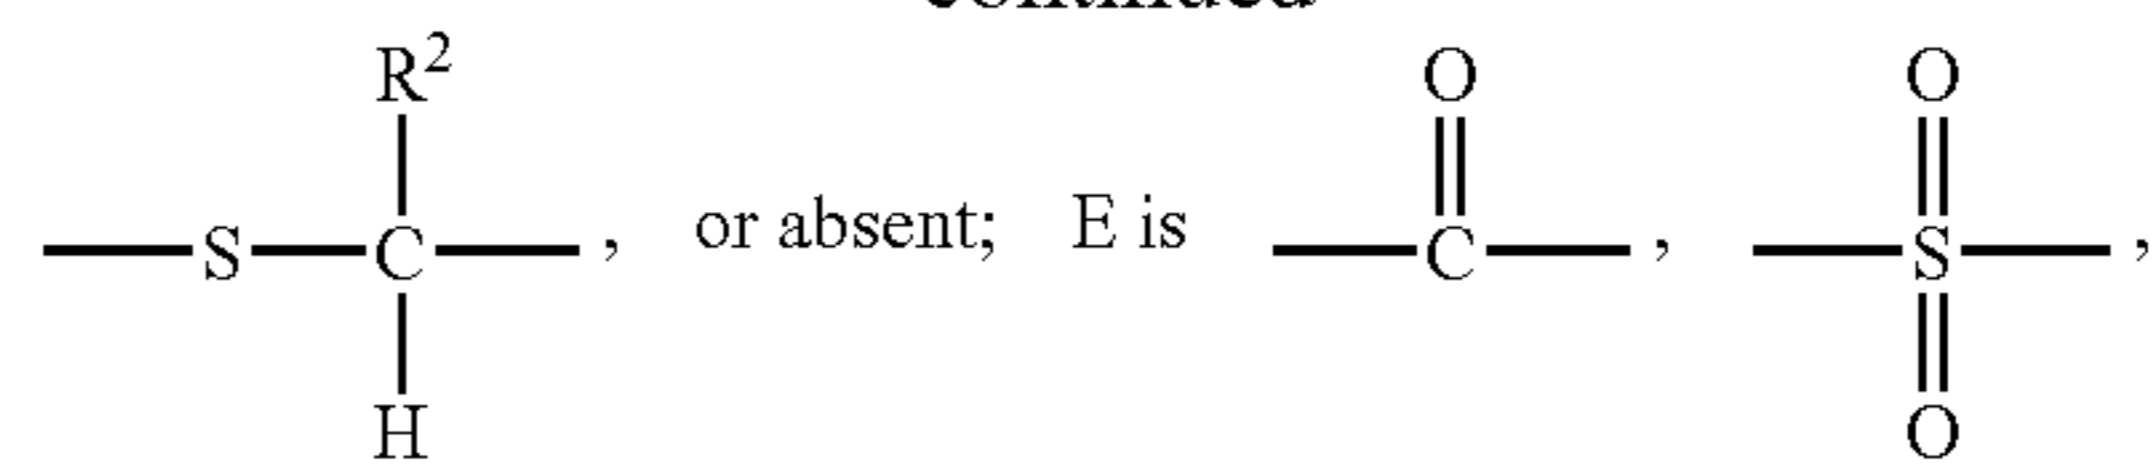 R²
O
O
S C , or absent; E is C , S ,
H
O